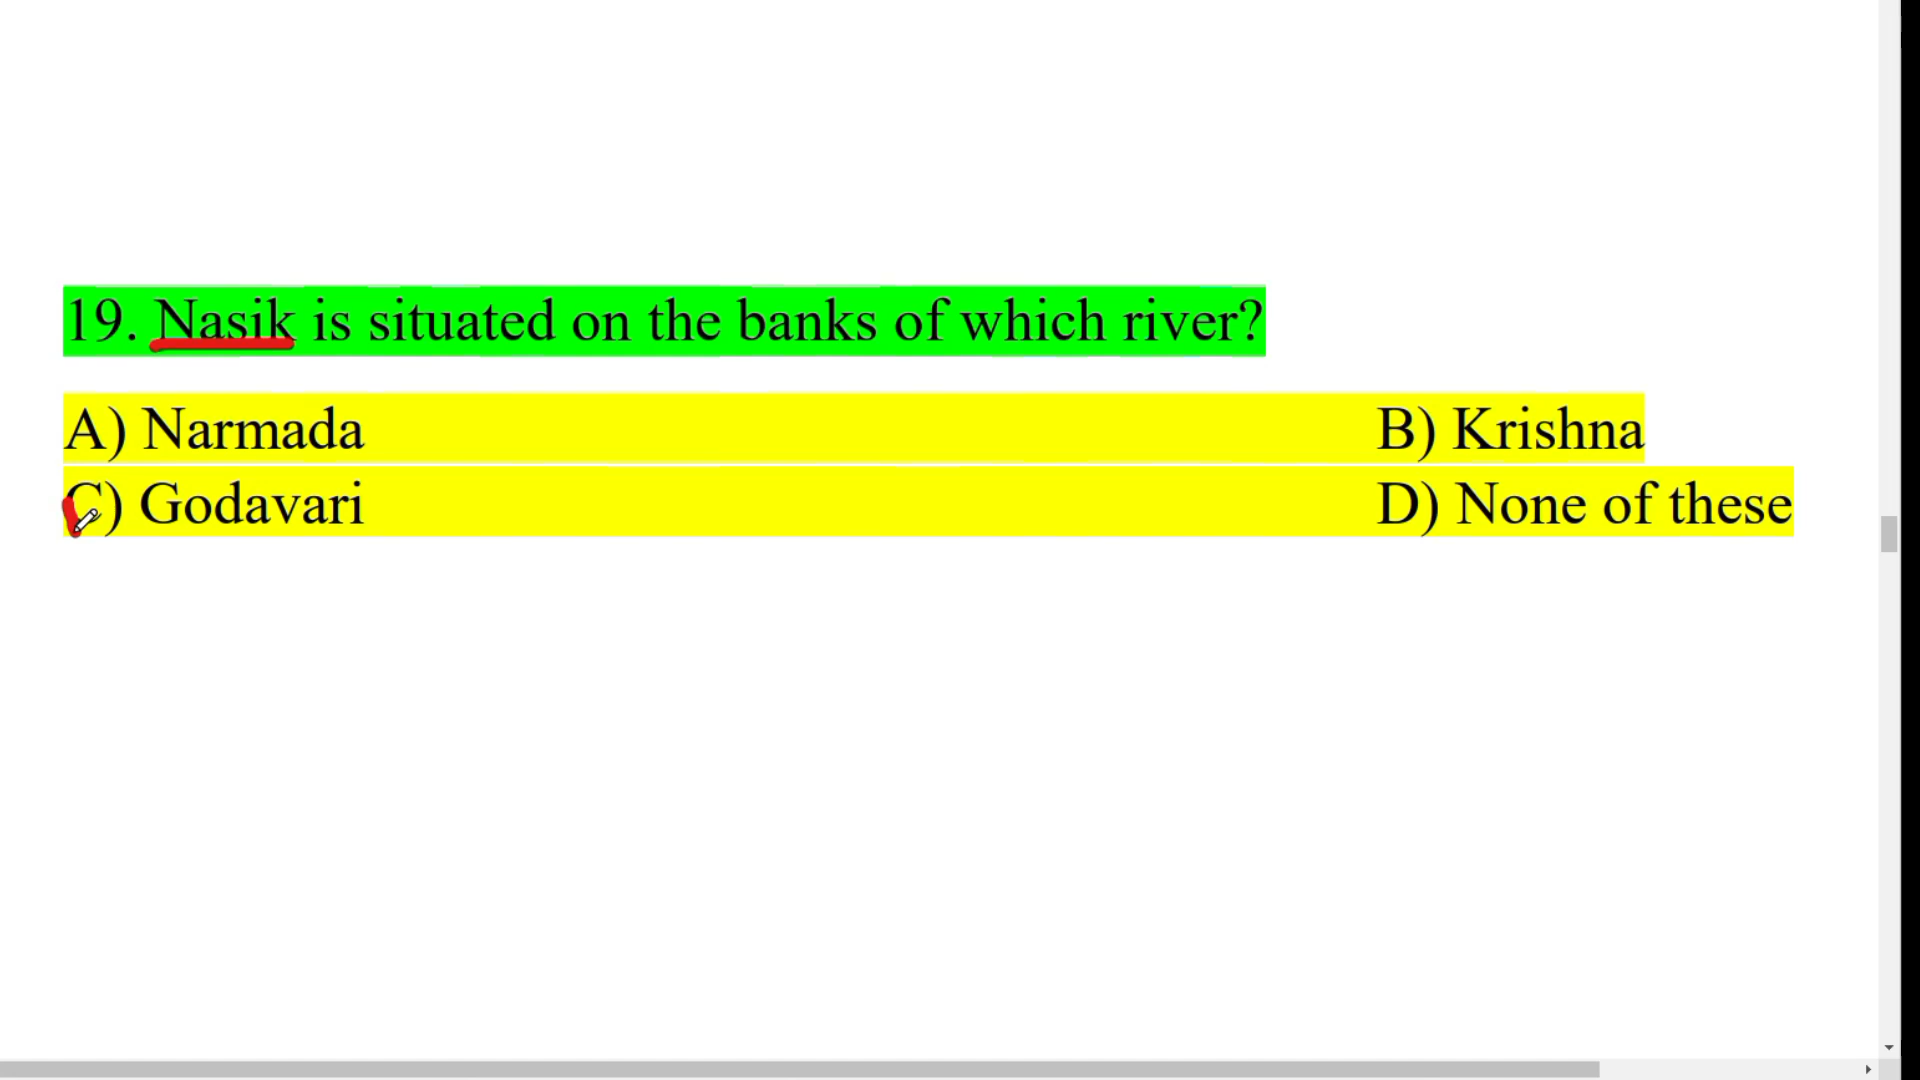 19. Nasik is situated on the banks of which river?
A) Narmada B) Krishna
C) Godavari D) None of these